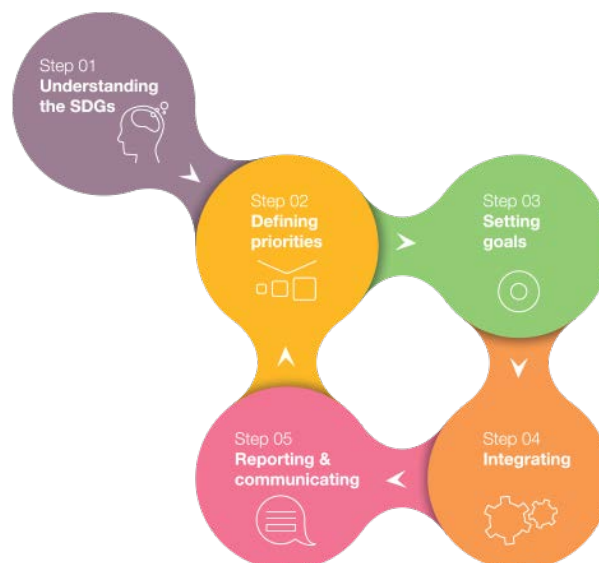 Step 01
Understanding
the SDGs
Step 02
Defining
priorities
Step 03
Setting
goals
Step 04
Integrating
Step 05
Reporting &
communicating